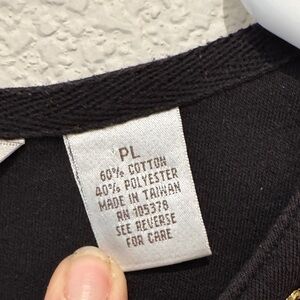 PL
60% COTTON
40% POLYESTER
MADE IN TAIWAN
RN 105378
SEE REVERSE
FOR CARE